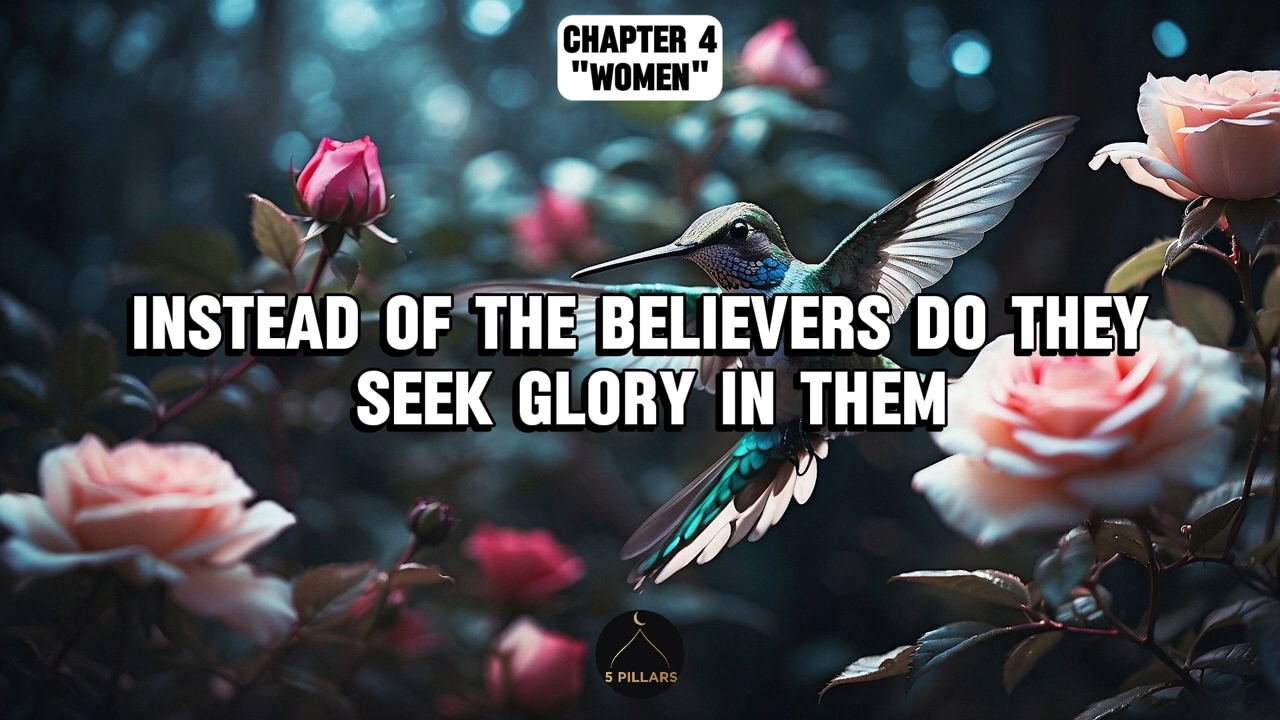 CHAPTER 4
"WOMEN"
INSTEAD OF THE BELIEVERS DO THEY
SEEK GLORY IN THEM
5 PILLARS